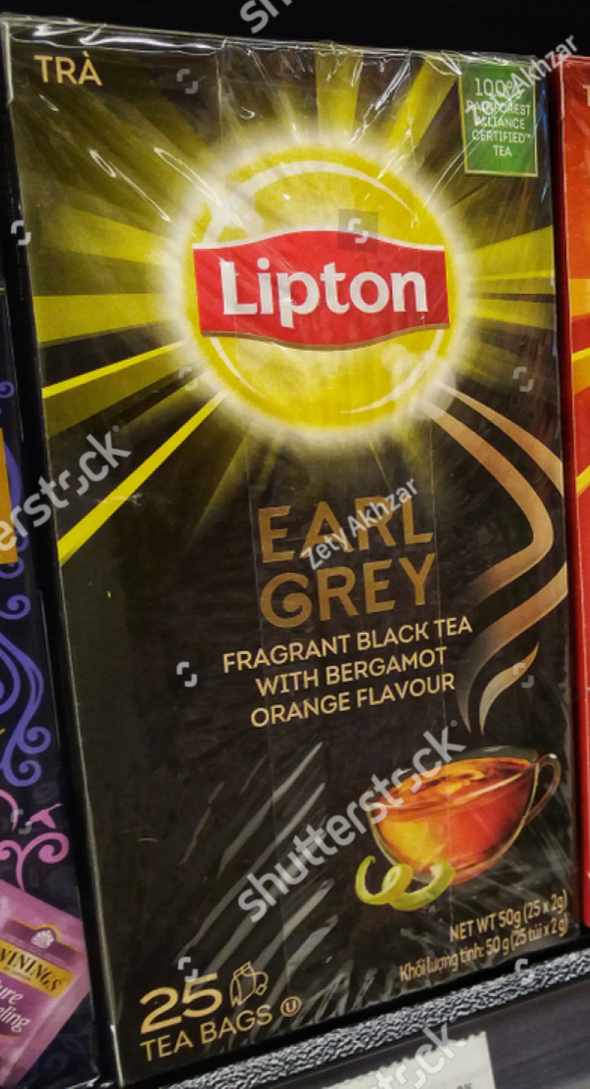 TRÀ
100%
RAINFOREST
ALLIANCE
CERTIFIED™
TEA
Lipton
EARL
GREY
FRAGRANT BLACK TEA
WITH BERGAMOT
ORANGE FLAVOUR
NET WT 50g (25 x 2g)
Khối lượng tịnh: 50 g (25 túi x 2 g)
25
TEA BAGS
U
shutterstock
Zety Akhzar